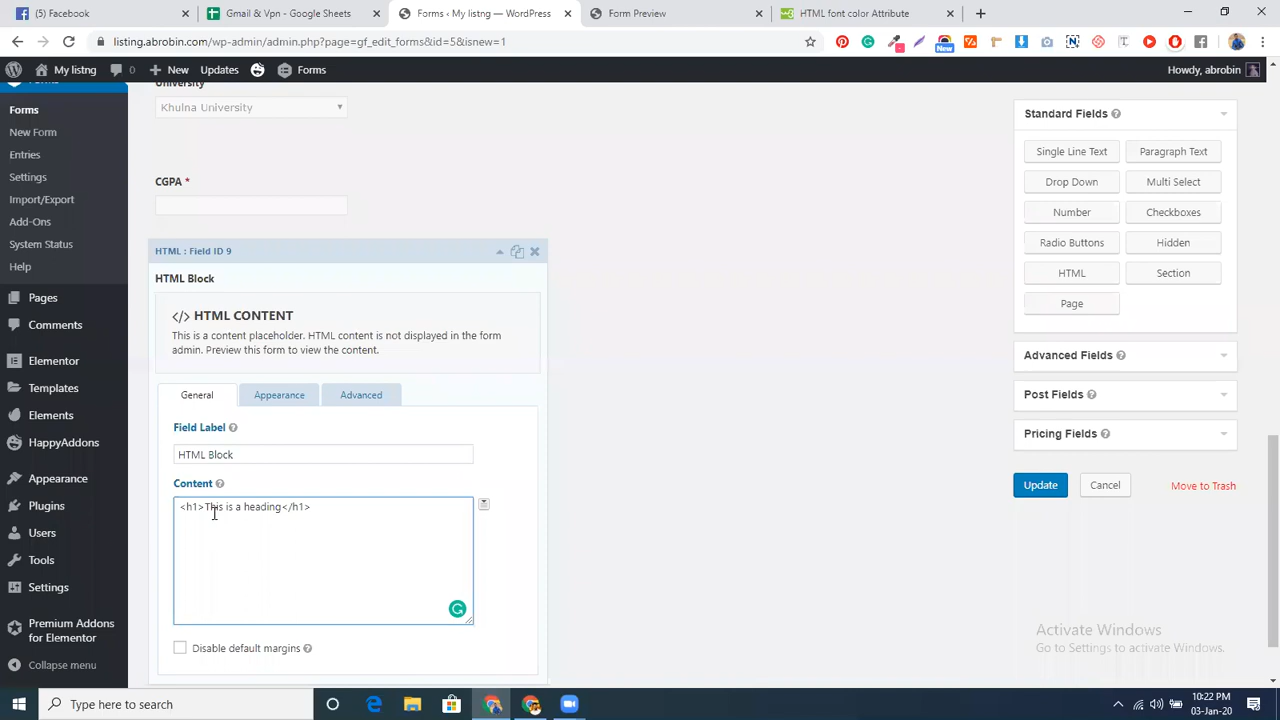 Facebook
Gmail & Vpn - Google Sheets
Forms ‹ My listng — WordPress
Form Preview
HTML font color Attribute
listing.abrobin.com/wp-admin/admin.php?page=gf_edit_forms&id=5&isnew=1
New
My listng
0
New
Updates
Forms
Howdy, abrobin
Forms
New Form
Entries
Settings
Import/Export
Add-Ons
System Status
Help
Pages
Comments
Elementor
Templates
Elements
HappyAddons
Appearance
Plugins
Users
Tools
Settings
Premium Addons
for Elementor
Collapse menu
University
Khulna University
CGPA *
HTML : Field ID 9
HTML Block
</> HTML CONTENT
This is a content placeholder. HTML content is not displayed in the form
admin. Preview this form to view the content.
General
Appearance
Advanced
Field Label
HTML Block
Content
<h1>This is a heading</h1>
Disable default margins
Standard Fields
Single Line Text
Paragraph Text
Drop Down
Multi Select
Number
Checkboxes
Radio Buttons
Hidden
HTML
Section
Page
Advanced Fields
Post Fields
Pricing Fields
Update
Cancel
Move to Trash
Activate Windows
Go to Settings to activate Windows.
Type here to search
10:22 PM
03-Jan-20